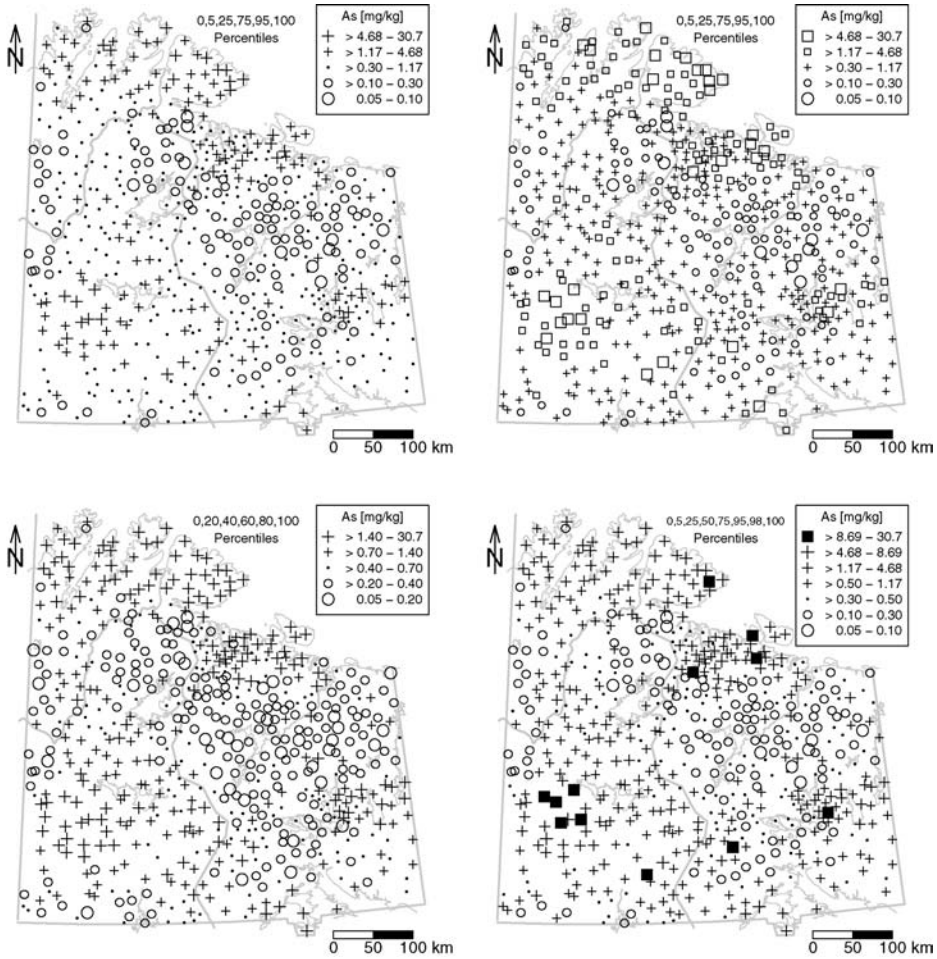 0,5,25,75,95,100
Percentiles
As [mg/kg]
> 4.68 – 30.7
> 1.17 – 4.68
> 0.30 – 1.17
> 0.10 – 0.30
0.05 – 0.10
N
0 50 100 km
0,5,25,75,95,100
Percentiles
As [mg/kg]
> 4.68 – 30.7
> 1.17 – 4.68
> 0.30 – 1.17
> 0.10 – 0.30
0.05 – 0.10
N
0 50 100 km
0,20,40,60,80,100
Percentiles
As [mg/kg]
> 1.40 – 30.7
> 0.70 – 1.40
> 0.40 – 0.70
> 0.20 – 0.40
0.05 – 0.20
N
0 50 100 km
0,5,25,50,75,95,98,100
Percentiles
As [mg/kg]
> 8.69 – 30.7
> 4.68 – 8.69
> 1.17 – 4.68
> 0.50 – 1.17
> 0.30 – 0.50
> 0.10 – 0.30
0.05 – 0.10
N
0 50 100 km